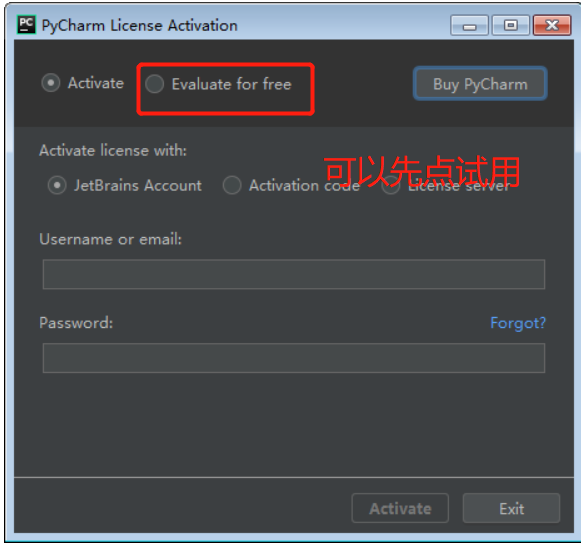 PC PyCharm License Activation
Activate Evaluate for free Buy PyCharm
Activate license with:
可以先点试用
JetBrains Account Activation code License server
Username or email:
Password: Forgot?
Activate Exit